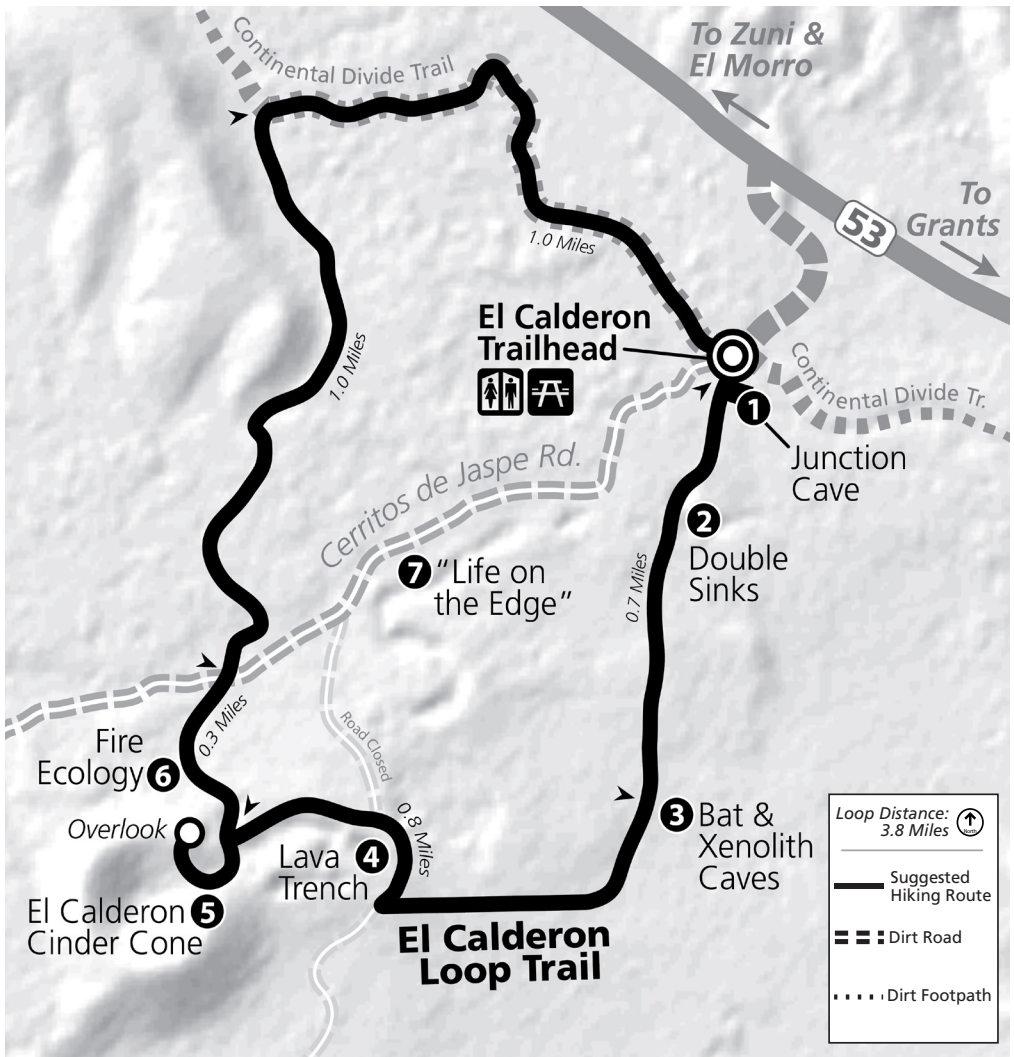 Continental Divide Trail
To Zuni &
El Morro
To
Grants
53
1.0 Miles
El Calderon
Trailhead
Continental Divide Tr.
1
Junction
Cave
1.0 Miles
Cerritos de Jaspe Rd.
2
Double
Sinks
7 "Life on
the Edge"
0.7 Miles
0.3 Miles
Road Closed
Fire
Ecology 6
Overlook
0.8 Miles
3 Bat &
Xenolith
Caves
Lava 4
Trench
El Calderon 5
Cinder Cone
El Calderon
Loop Trail
Loop Distance:
3.8 Miles
North
Suggested
Hiking Route
Dirt Road
Dirt Footpath